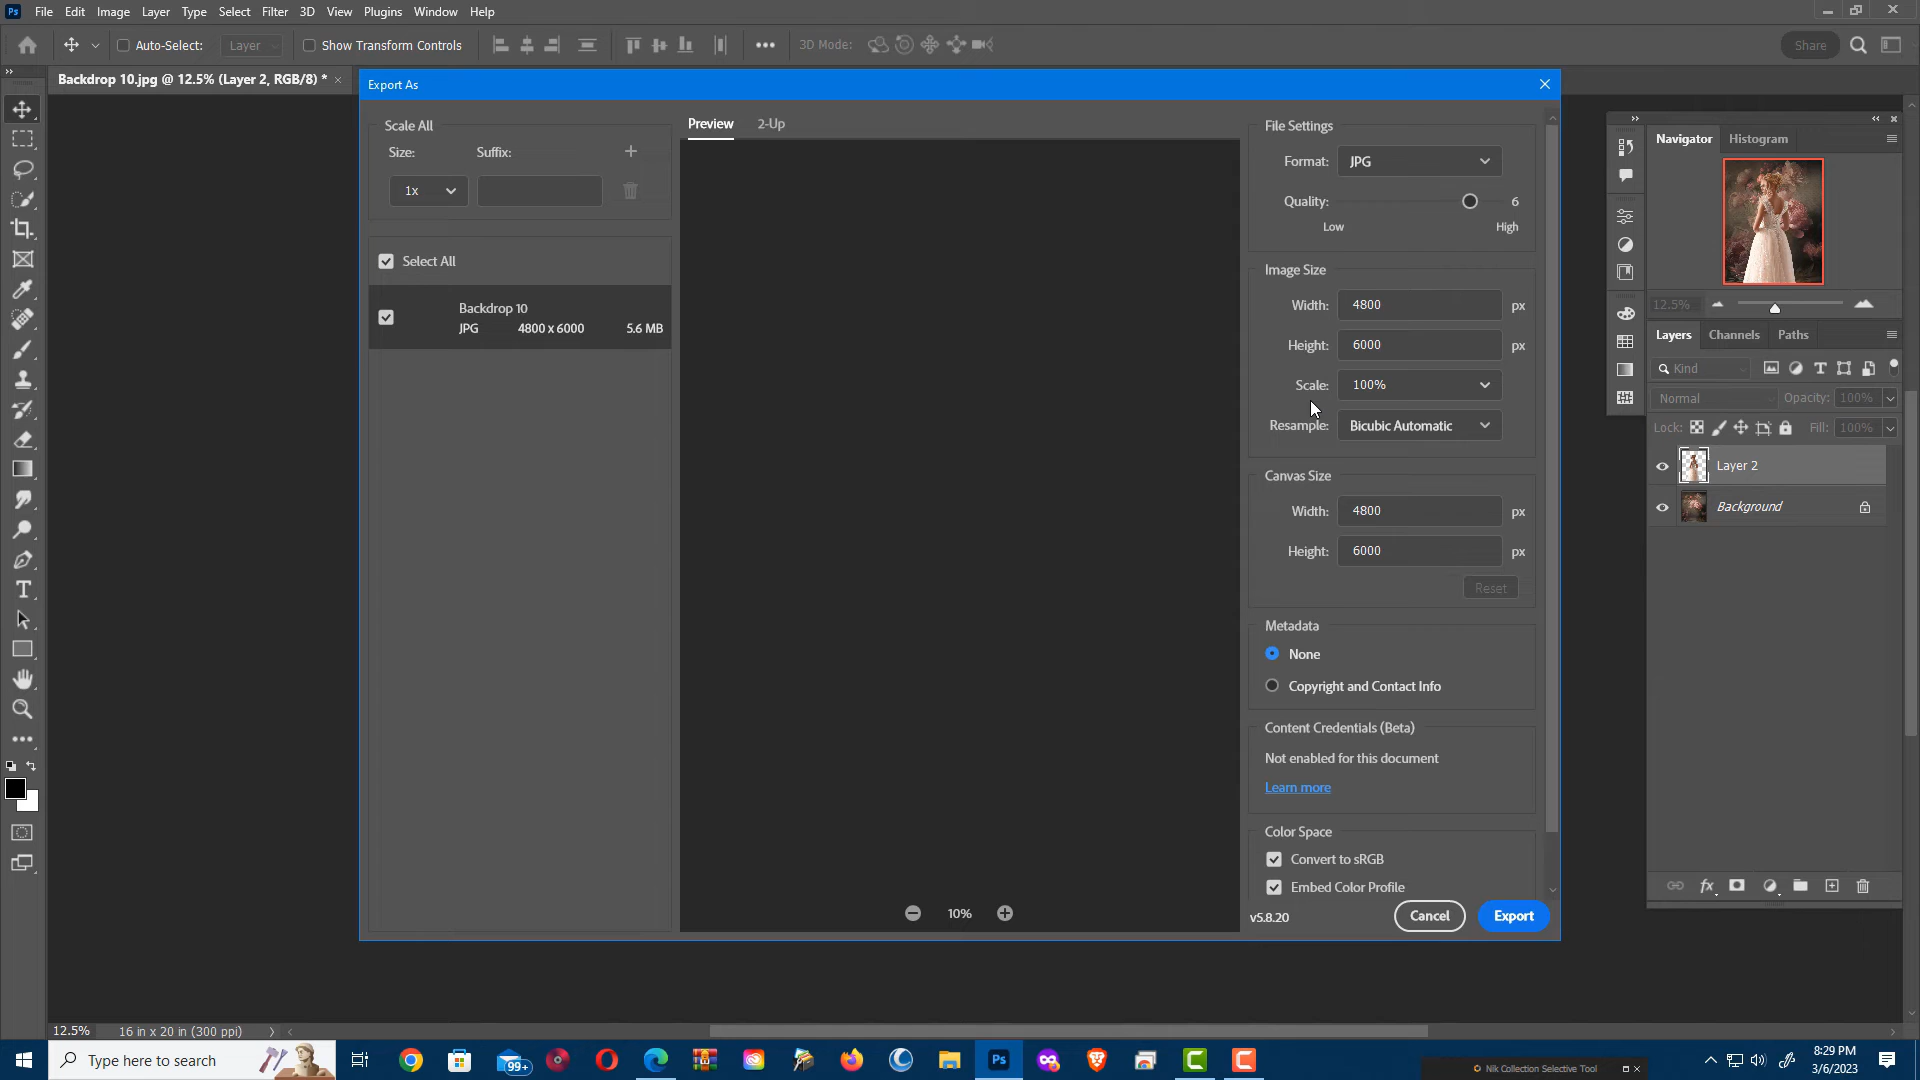 File Edit Image Layer Type Select Filter 3D View Plugins Window Help
Auto-Select: Layer Show Transform Controls 3D Mode: Share
Backdrop 10.jpg @ 12.5% (Layer 2, RGB/8) *
Export As
Scale All
Size: Suffix:
1x
Select All
Backdrop 10
JPG 4800 x 6000 5.6 MB
Preview 2-Up
10%
File Settings
Format: JPG
Quality: 6
Low High
Image Size
Width: 4800 px
Height: 6000 px
Scale: 100%
Resample: Bicubic Automatic
Canvas Size
Width: 4800 px
Height: 6000 px
Reset
Metadata
None
Copyright and Contact Info
Content Credentials (Beta)
Not enabled for this document
Learn more
Color Space
Convert to sRGB
Embed Color Profile
v5.8.20 Cancel Export
Navigator Histogram
12.5%
Layers Channels Paths
Kind
Normal Opacity: 100%
Lock: Fill: 100%
Layer 2
Background
12.5% 16 in x 20 in (300 ppi)
Type here to search
99+
Ps
Nik Collection Selective Tool
8:29 PM
3/6/2023